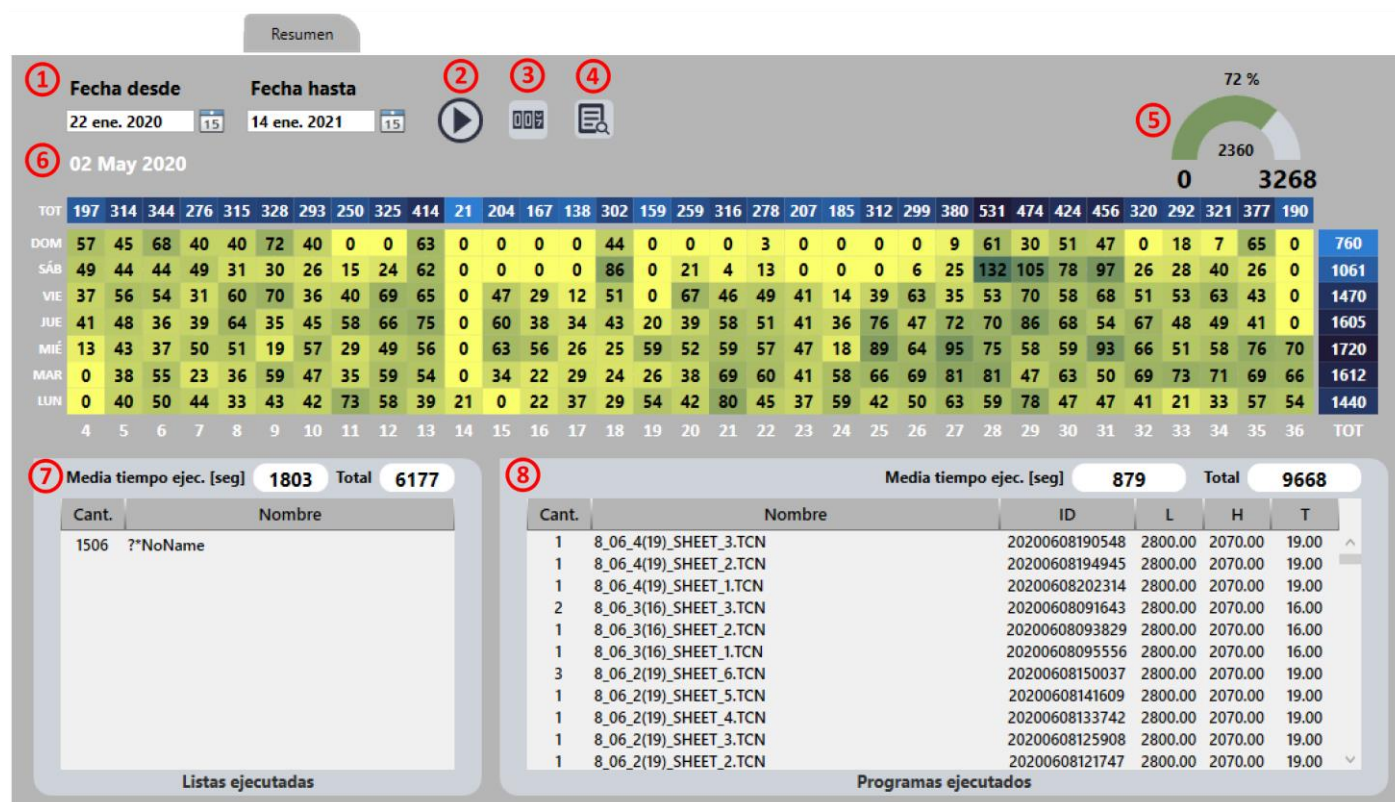 Resumen
1 2 3 4
Fecha desde Fecha hasta
72 %
22 ene. 2020 15 14 ene. 2021 15 007
5
2360
6 02 May 2020
0 3268
TOT 197 314 344 276 315 328 293 250 325 414 21 204 167 138 302 159 259 316 278 207 185 312 299 380 531 474 424 456 320 292 321 377 190
DOM 57 45 68 40 40 72 40 0 0 63 0 0 0 0 44 0 0 0 3 0 0 0 0 9 61 30 51 47 0 18 7 65 0 760
SÁB 49 44 44 49 31 30 26 15 24 62 0 0 0 0 86 0 21 4 13 0 0 0 6 25 132 105 78 97 26 28 40 26 0 1061
VIE 37 56 54 31 60 70 36 40 69 65 0 47 29 12 51 0 67 46 49 41 14 39 63 35 53 70 58 68 51 53 63 43 0 1470
JUE 41 48 36 39 64 35 45 58 66 75 0 60 38 34 43 20 39 58 51 41 36 76 47 72 70 86 68 54 67 48 49 41 0 1605
MIÉ 13 43 37 50 51 19 57 29 49 56 0 63 56 26 25 59 52 59 57 47 18 89 64 95 75 58 59 93 66 51 58 76 70 1720
MAR 0 38 55 23 36 59 47 35 59 54 0 34 22 29 24 26 38 69 60 41 58 66 69 81 81 47 63 50 69 73 71 69 66 1612
LUN 0 40 50 44 33 43 42 73 58 39 21 0 22 37 29 54 42 80 45 37 59 42 50 63 59 78 47 47 41 21 33 57 54 1440
4 5 6 7 8 9 10 11 12 13 14 15 16 17 18 19 20 21 22 23 24 25 26 27 28 29 30 31 32 33 34 35 36 TOT
7 Media tiempo ejec. [seg] 1803 Total 6177
Cant. Nombre
1506 ?*NoName
Listas ejecutadas
8 Media tiempo ejec. [seg] 879 Total 9668
Cant. Nombre ID L H T
1 8_06_4(19)_SHEET_3.TCN 20200608190548 2800.00 2070.00 19.00
1 8_06_4(19)_SHEET_2.TCN 20200608194945 2800.00 2070.00 19.00
1 8_06_4(19)_SHEET_1.TCN 20200608202314 2800.00 2070.00 19.00
2 8_06_3(16)_SHEET_3.TCN 20200608091643 2800.00 2070.00 16.00
1 8_06_3(16)_SHEET_2.TCN 20200608093829 2800.00 2070.00 16.00
1 8_06_3(16)_SHEET_1.TCN 20200608095556 2800.00 2070.00 16.00
3 8_06_2(19)_SHEET_6.TCN 20200608150037 2800.00 2070.00 19.00
1 8_06_2(19)_SHEET_5.TCN 20200608141609 2800.00 2070.00 19.00
1 8_06_2(19)_SHEET_4.TCN 20200608133742 2800.00 2070.00 19.00
1 8_06_2(19)_SHEET_3.TCN 20200608125908 2800.00 2070.00 19.00
1 8_06_2(19)_SHEET_2.TCN 20200608121747 2800.00 2070.00 19.00
Programas ejecutados